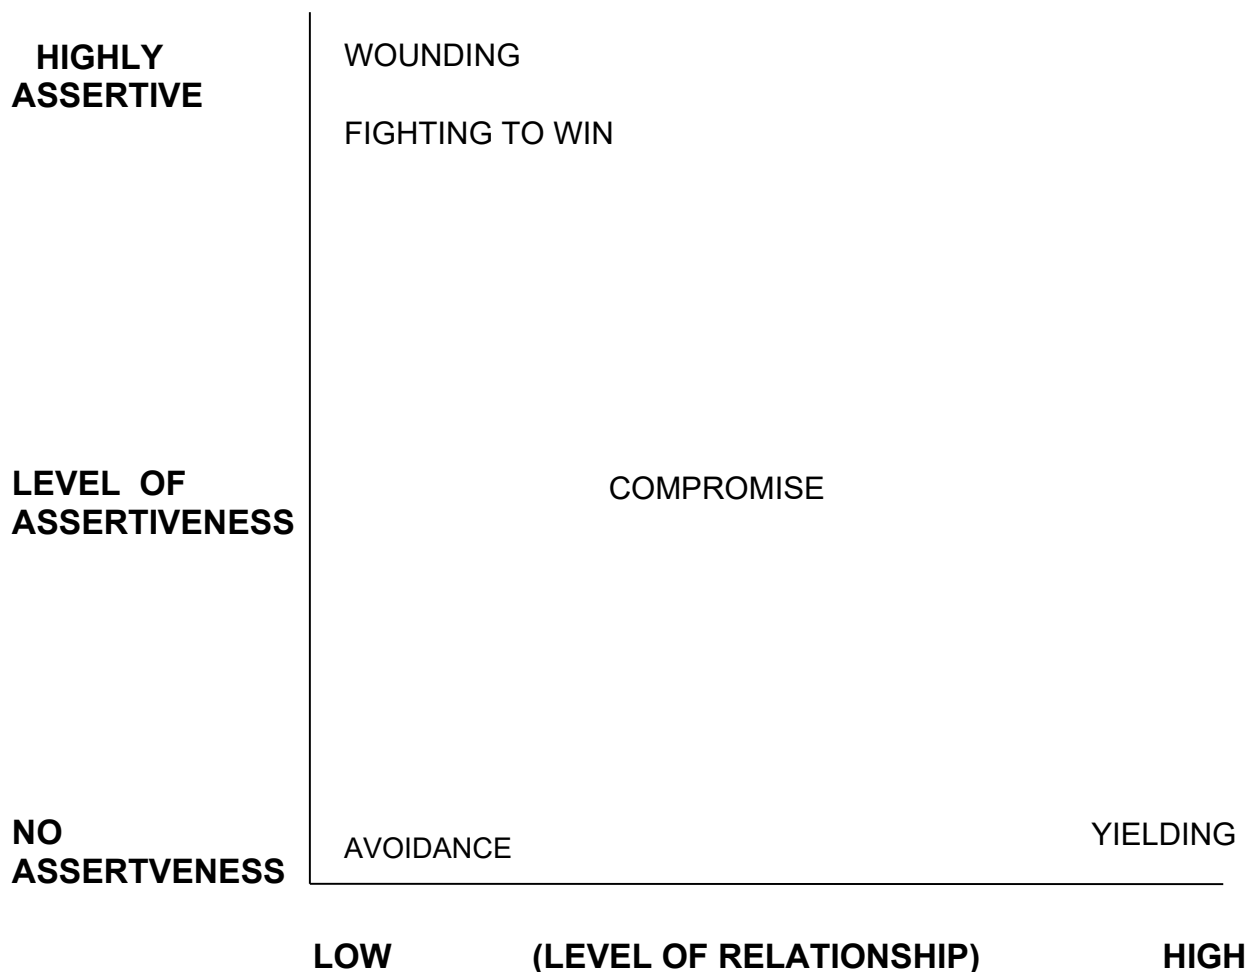 HIGHLY
ASSERTIVE
WOUNDING
FIGHTING TO WIN
LEVEL OF
ASSERTIVENESS
COMPROMISE
NO
ASSERTVENESS
AVOIDANCE
YIELDING
LOW (LEVEL OF RELATIONSHIP) HIGH